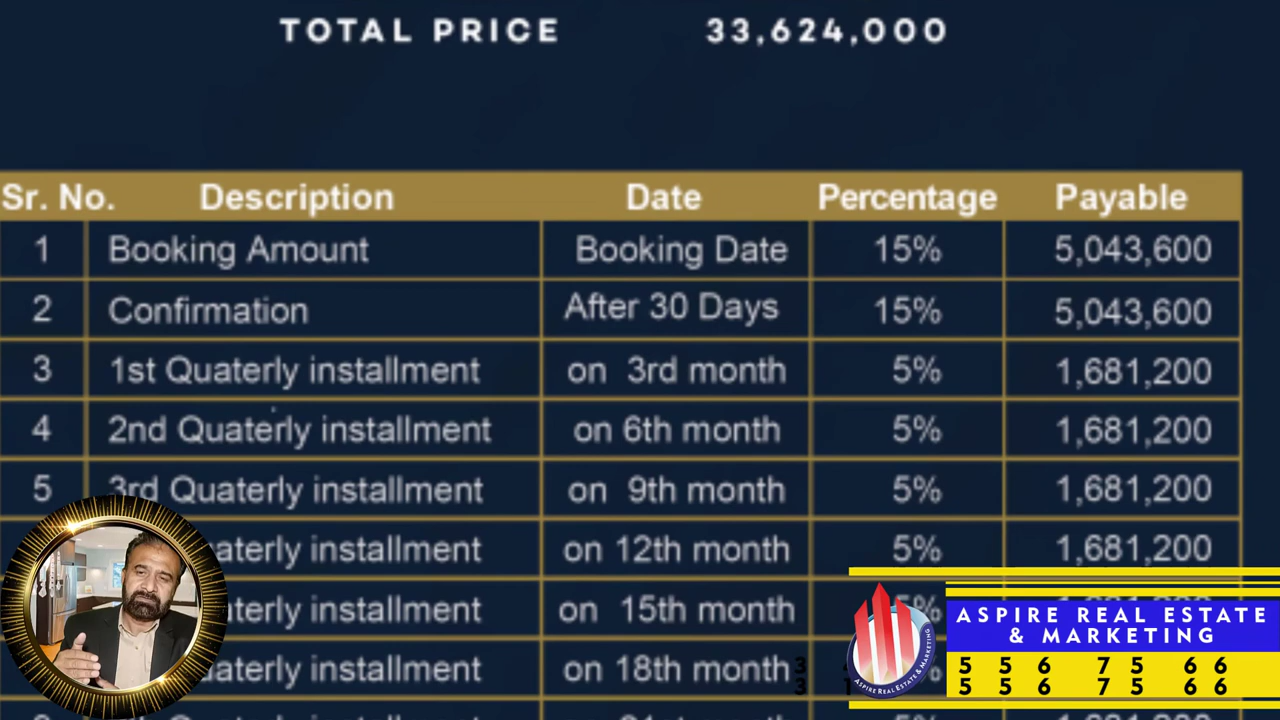 TOTAL PRICE 33,624,000
Sr. No. Description Date Percentage Payable
1 Booking Amount Booking Date 15% 5,043,600
2 Confirmation After 30 Days 15% 5,043,600
3 1st Quaterly installment on 3rd month 5% 1,681,200
4 2nd Quaterly installment on 6th month 5% 1,681,200
5 3rd Quaterly installment on 9th month 5% 1,681,200
installment on 12th month 5% 1,681,200
installment on 15th month
installment on 18th month
ASPIRE REAL ESTATE
& MARKETING
5 5 6 7 5 6 6
5 5 6 7 5 6 6
ASPIRE REAL ESTATE & MARKETING